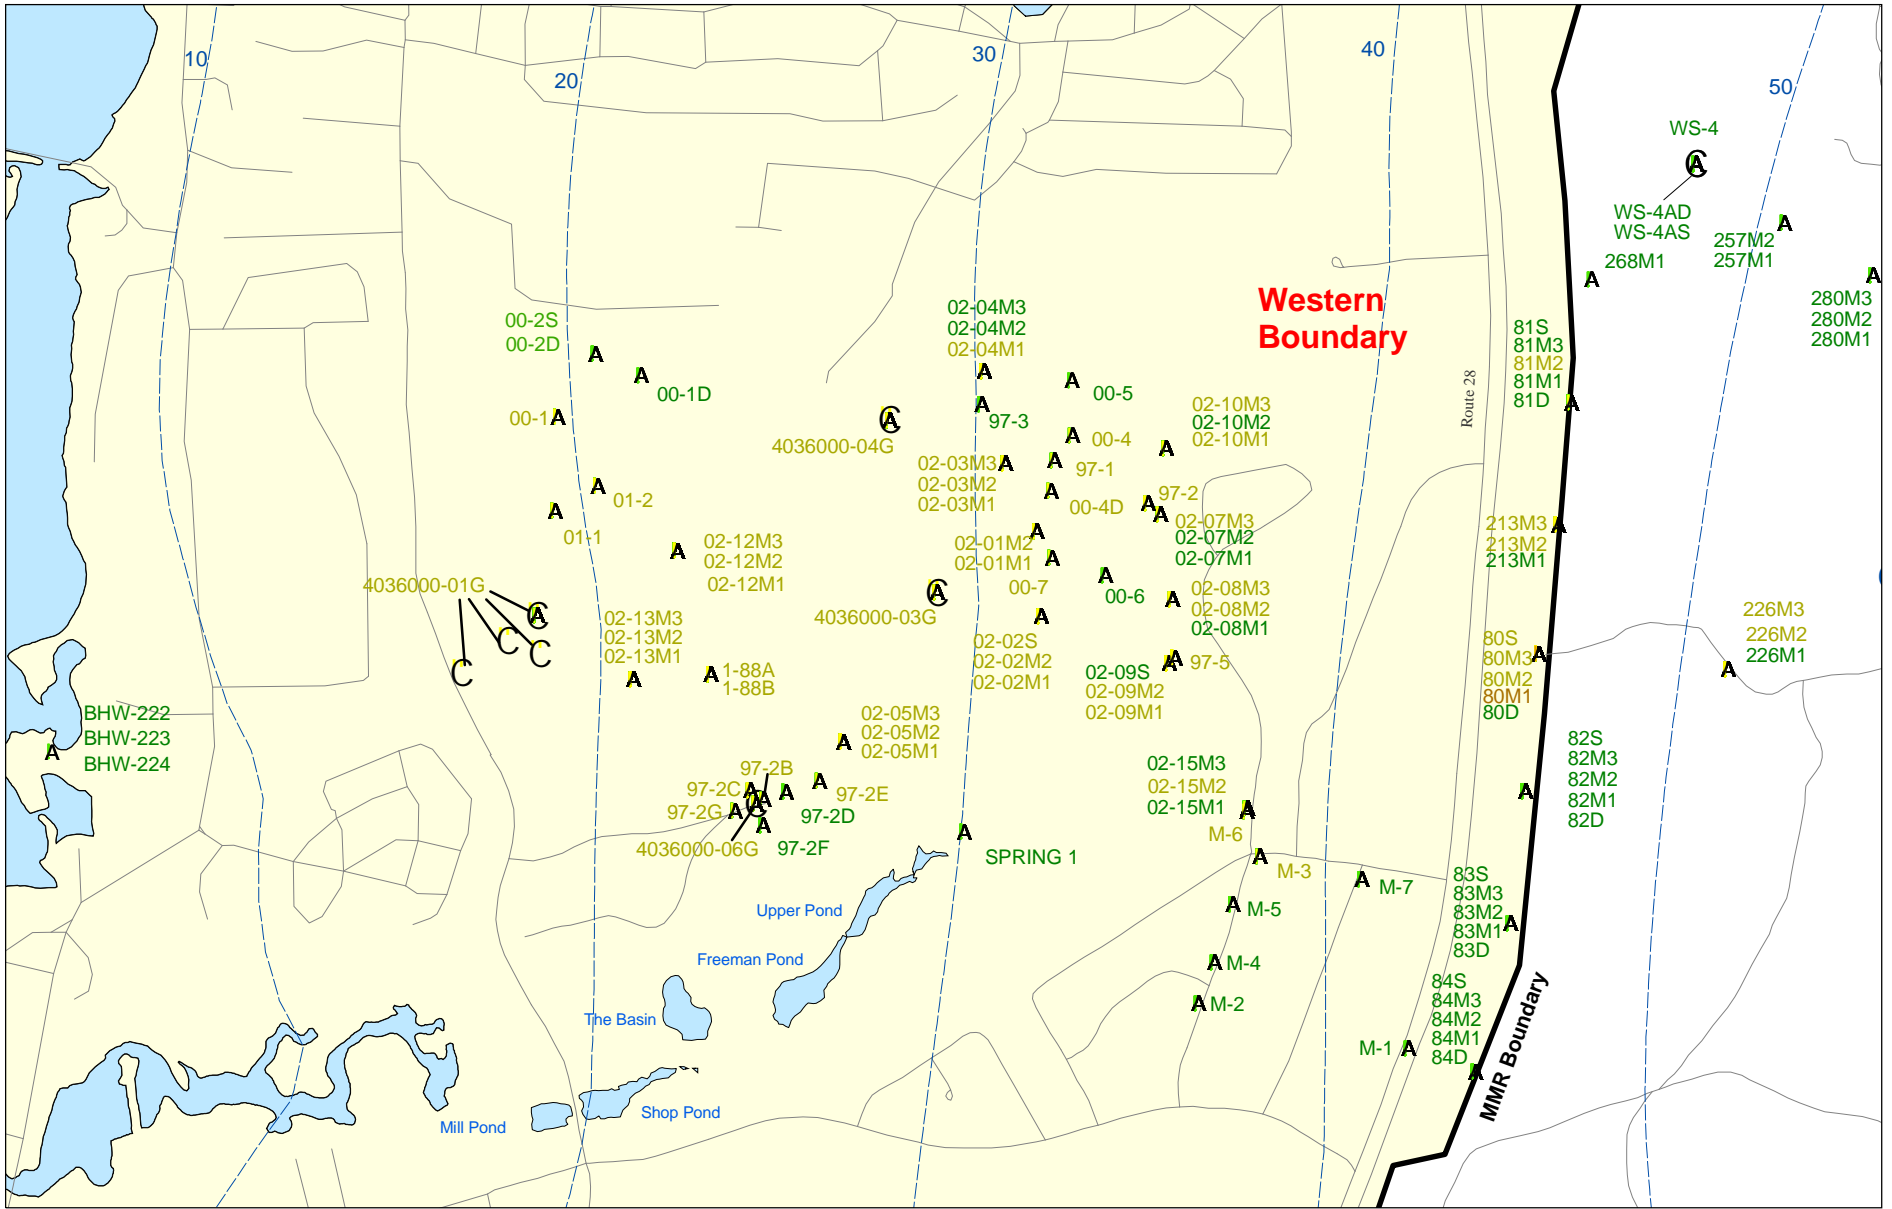 10
20
30
40
50
WS-4
WS-4AD
WS-4AS
257M2
257M1
268M1
280M3
280M2
280M1
Western
Boundary
Route 28
81S
81M3
81M2
81M1
81D
00-2S
00-2D
00-1D
00-1
02-04M3
02-04M2
02-04M1
97-3
00-5
4036000-04G
00-4
97-1
02-10M3
02-10M2
02-10M1
02-03M3
02-03M2
02-03M1
00-4D
97-2
02-07M3
02-07M2
02-07M1
01-2
01-1
02-12M3
02-12M2
02-12M1
02-01M2
02-01M1
00-7
00-6
213M3
213M2
213M1
4036000-01G
4036000-03G
02-08M3
02-08M2
02-08M1
02-13M3
02-13M2
02-13M1
1-88A
1-88B
02-02S
02-02M2
02-02M1
97-5
02-09S
02-09M2
02-09M1
80S
80M3
80M2
80M1
80D
226M3
226M2
226M1
BHW-222
BHW-223
BHW-224
02-05M3
02-05M2
02-05M1
97-2B
97-2C
97-2G
97-2E
97-2D
97-2F
4036000-06G
02-15M3
02-15M2
02-15M1
M-6
82S
82M3
82M2
82M1
82D
SPRING 1
M-3
M-7
M-5
M-4
M-2
M-1
83S
83M3
83M2
83M1
83D
84S
84M3
84M2
84M1
84D
Upper Pond
Freeman Pond
The Basin
Shop Pond
Mill Pond
MMR Boundary